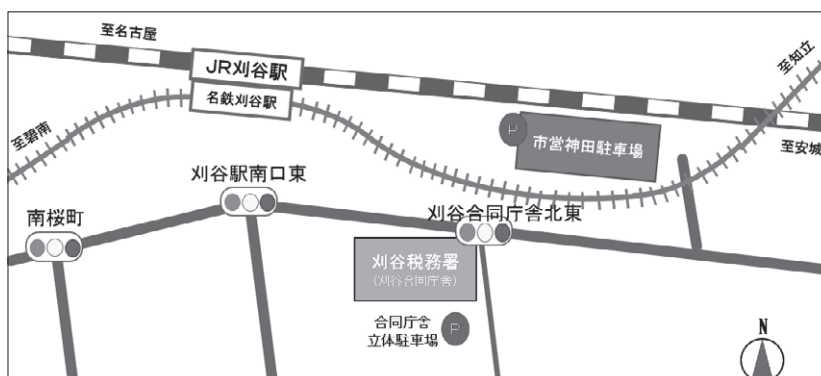 至名古屋
JR刈谷駅
名鉄刈谷駅
至知立
至碧南
P
市営神田駐車場
至安城
刈谷駅南口東
南桜町
刈谷合同庁舎北東
刈谷税務署
(刈谷合同庁舎)
合同庁舎
立体駐車場
P
N